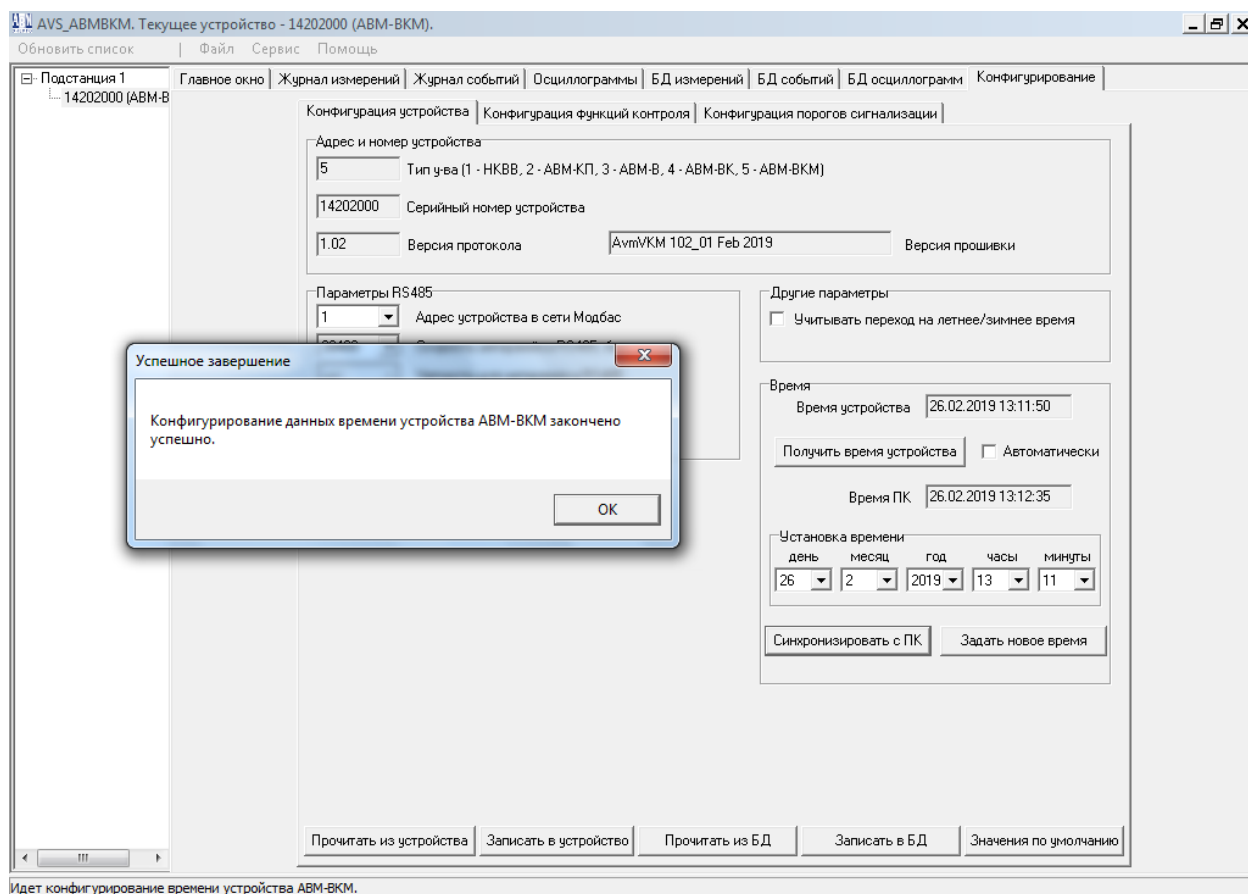 AVS_ABMBKM. Текущее устройство - 14202000 (АВМ-ВКМ).
Обновить список | Файл Сервис Помощь
Подстанция 1
14202000 (АВМ-В
Главное окно Журнал измерений Журнал событий Осциллограммы БД измерений БД событий БД осциллограмм Конфигурирование
Конфигурация устройства Конфигурация функций контроля Конфигурация порогов сигнализации
Адрес и номер устройства
5 Тип у-ва (1 - НКВВ, 2 - АВМ-КП, 3 - АВМ-В, 4 - АВМ-ВК, 5 - АВМ-ВКМ)
14202000 Серийный номер устройства
1.02 Версия протокола AvmVKM 102_01 Feb 2019 Версия прошивки
Параметры RS485
1 Адрес устройства в сети Модбас
Другие параметры
Учитывать переход на летнее/зимнее время
Успешное завершение
Конфигурирование данных времени устройства АВМ-ВКМ закончено
успешно.
OK
Время
Время устройства 26.02.2019 13:11:50
Получить время устройства Автоматически
Время ПК 26.02.2019 13:12:35
Установка времени
день месяц год часы минуты
26 2 2019 13 11
Синхронизировать с ПК Задать новое время
Прочитать из устройства Записать в устройство Прочитать из БД Записать в БД Значения по умолчанию
Идет конфигурирование времени устройства АВМ-ВКМ.